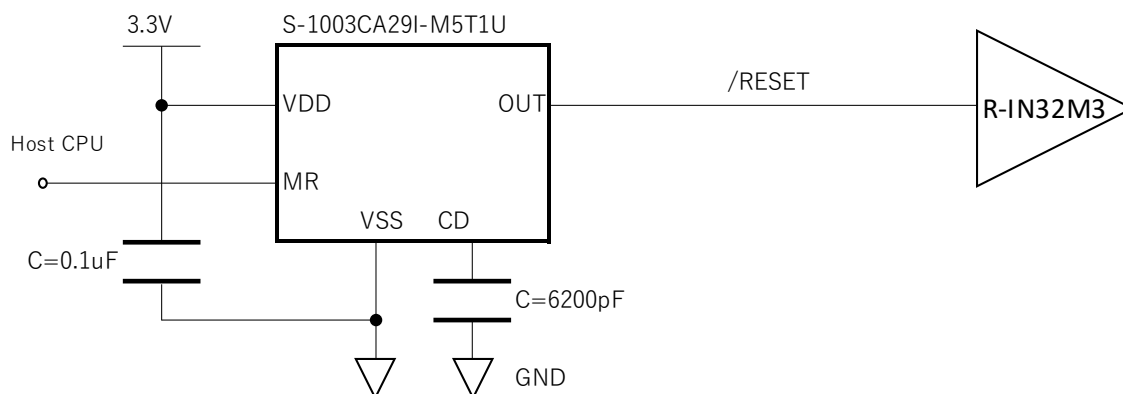 3.3V
S-1003CA29I-M5T1U
VDD
OUT
/RESET
R-IN32M3
Host CPU
MR
VSS
CD
C=0.1uF
C=6200pF
GND